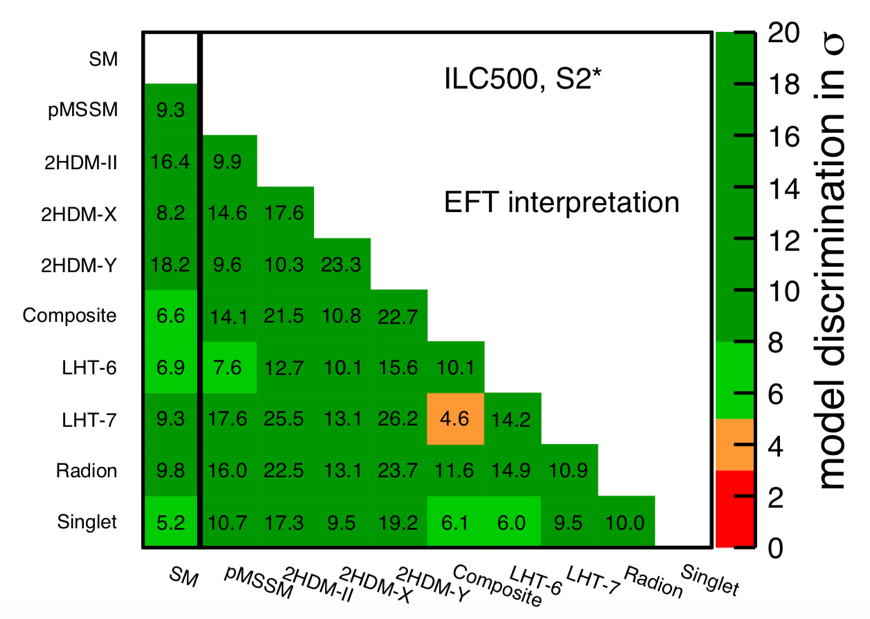 ILC500, S2*
EFT interpretation
SM
pMSSM 9.3
2HDM-II 16.4 9.9
2HDM-X 8.2 14.6 17.6
2HDM-Y 18.2 9.6 10.3 23.3
Composite 6.6 14.1 21.5 10.8 22.7
LHT-6 6.9 7.6 12.7 10.1 15.6 10.1
LHT-7 9.3 17.6 25.5 13.1 26.2 4.6 14.2
Radion 9.8 16.0 22.5 13.1 23.7 11.6 14.9 10.9
Singlet 5.2 10.7 17.3 9.5 19.2 6.1 6.0 9.5 10.0
SM pMSSM 2HDM-II 2HDM-X 2HDM-Y Composite LHT-6 LHT-7 Radion Singlet
20
18
16
14
12
10
8
6
4
2
0
model discrimination in σ